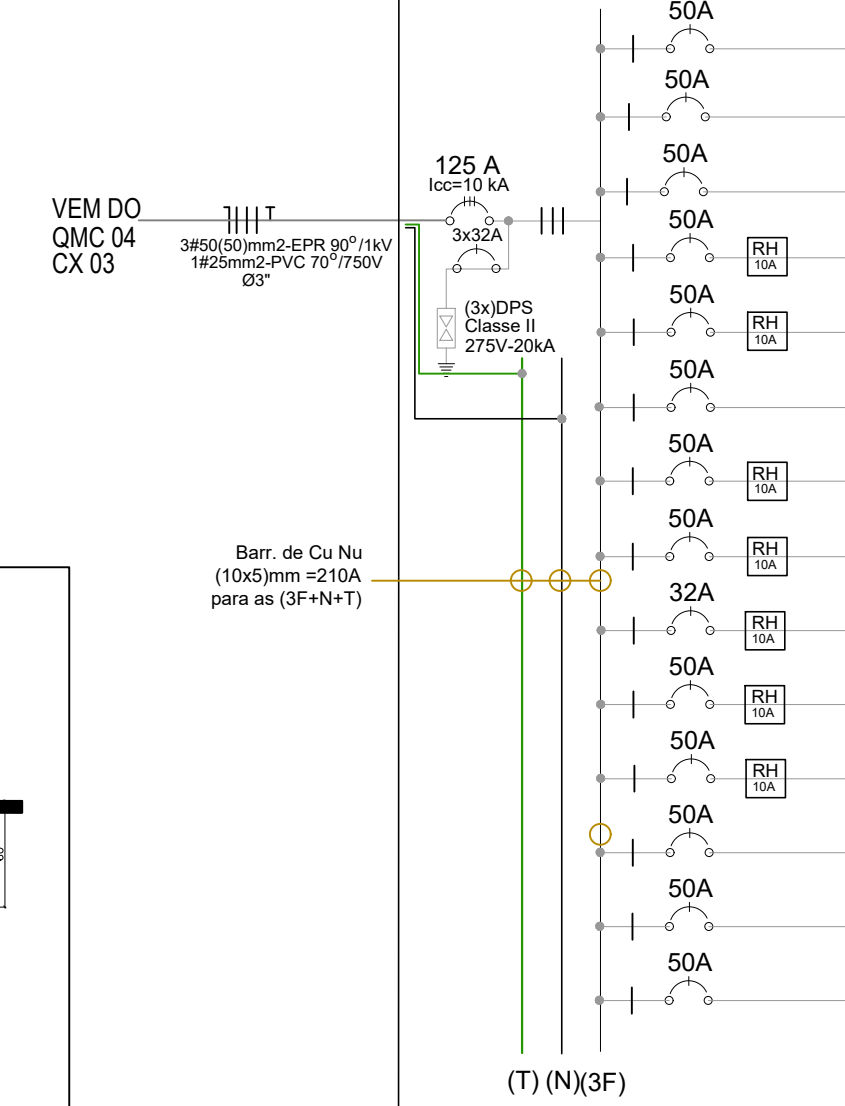 50A
50A
50A
125 A
Icc=10 kA
3x32A
VEM DO
QMC 04
CX 03
T T
3#50(50)mm2-EPR 90°/1kV
1#25mm2-PVC 70°/750V
Ø3"
(3x)DPS
Classe II
275V-20kA
50A
RH
10A
50A
RH
10A
50A
50A
RH
10A
50A
RH
10A
Barr. de Cu Nu
(10x5)mm =210A
para as (3F+N+T)
32A
RH
10A
50A
RH
10A
50A
RH
10A
50A
50A
50A
(T) (N)(3F)